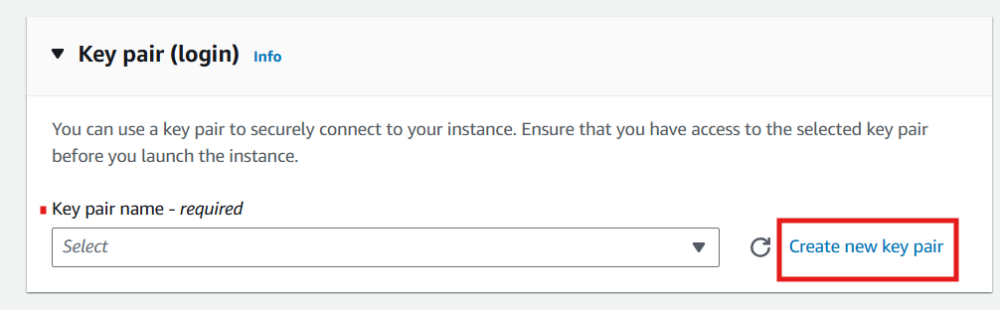 Key pair (login) Info
You can use a key pair to securely connect to your instance. Ensure that you have access to the selected key pair
before you launch the instance.
Key pair name - required
Select
Create new key pair